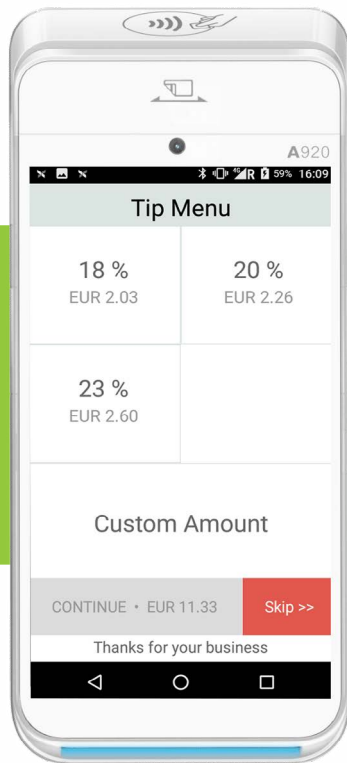 A920
4G R 59% 16:09
Tip Menu
18 %
EUR 2.03
20 %
EUR 2.26
23 %
EUR 2.60
Custom Amount
CONTINUE • EUR 11.33
Skip >>
Thanks for your business